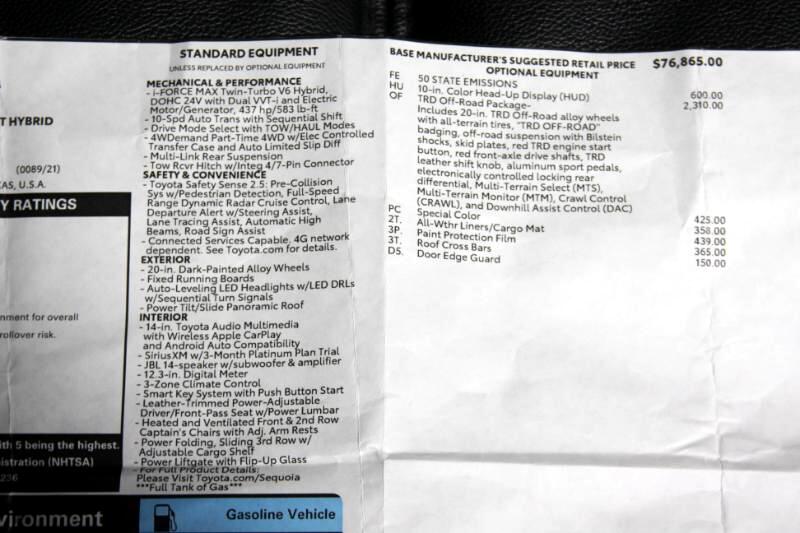 T HYBRID
(0089/21)
AS, U.S.A.
Y RATINGS
nment for overall
rollover risk.
ith 5 being the highest.
istration (NHTSA)
236
vironment
STANDARD EQUIPMENT
UNLESS REPLACED BY OPTIONAL EQUIPMENT
MECHANICAL & PERFORMANCE
- i-FORCE MAX Twin-Turbo V6 Hybrid,
DOHC 24V with Dual VVT-i and Electric
Motor/Generator, 437 hp/583 lb-ft
- 10-Spd Auto Trans with Sequential Shift
- Drive Mode Select with TOW/HAUL Modes
- 4WDemand Part-Time 4WD w/Elec Controlled
Transfer Case and Auto Limited Slip Diff
- Multi-Link Rear Suspension
- Tow Rcvr Hitch w/Integ 4/7-Pin Connector
SAFETY & CONVENIENCE
- Toyota Safety Sense 2.5: Pre-Collision
Sys w/Pedestrian Detection, Full-Speed
Range Dynamic Radar Cruise Control, Lane
Departure Alert w/Steering Assist,
Lane Tracing Assist, Automatic High
Beams, Road Sign Assist
- Connected Services Capable. 4G network
dependent. See Toyota.com for details.
EXTERIOR
- 20-in. Dark-Painted Alloy Wheels
- Fixed Running Boards
- Auto-Leveling LED Headlights w/LED DRLs
w/Sequential Turn Signals
- Power Tilt/Slide Panoramic Roof
INTERIOR
- 14-in. Toyota Audio Multimedia
with Wireless Apple CarPlay
and Android Auto Compatibility
- SiriusXM w/3-Month Platinum Plan Trial
- JBL 14-speaker w/subwoofer & amplifier
- 12.3-in. Digital Meter
- 3-Zone Climate Control
- Smart Key System with Push Button Start
- Leather-Trimmed Power-Adjustable
Driver/Front-Pass Seat w/Power Lumbar
- Heated and Ventilated Front & 2nd Row
Captain's Chairs with Adj. Arm Rests
- Power Folding, Sliding 3rd Row w/
Adjustable Cargo Shelf
- Power Liftgate with Flip-Up Glass
- For Full Product Details:
Please Visit Toyota.com/Sequoia
***Full Tank of Gas***
Gasoline Vehicle
BASE MANUFACTURER'S SUGGESTED RETAIL PRICE $76,865.00
OPTIONAL EQUIPMENT
FE 50 STATE EMISSIONS
HU 10-in. Color Head-Up Display (HUD) 600.00
OF TRD Off-Road Package- 2,310.00
Includes 20-in. TRD Off-Road alloy wheels
with all-terrain tires, "TRD OFF-ROAD"
badging, off-road suspension with Bilstein
shocks, skid plates, red TRD engine start
button, red front-axle drive shafts, TRD
leather shift knob, aluminum sport pedals,
electronically controlled locking rear
differential, Multi-Terrain Select (MTS),
Multi-Terrain Monitor (MTM), Crawl Control
(CRAWL), and Downhill Assist Control (DAC)
PC Special Color 425.00
2T. All-Wthr Liners/Cargo Mat 358.00
3P. Paint Protection Film 439.00
3T. Roof Cross Bars 365.00
DS. Door Edge Guard 150.00